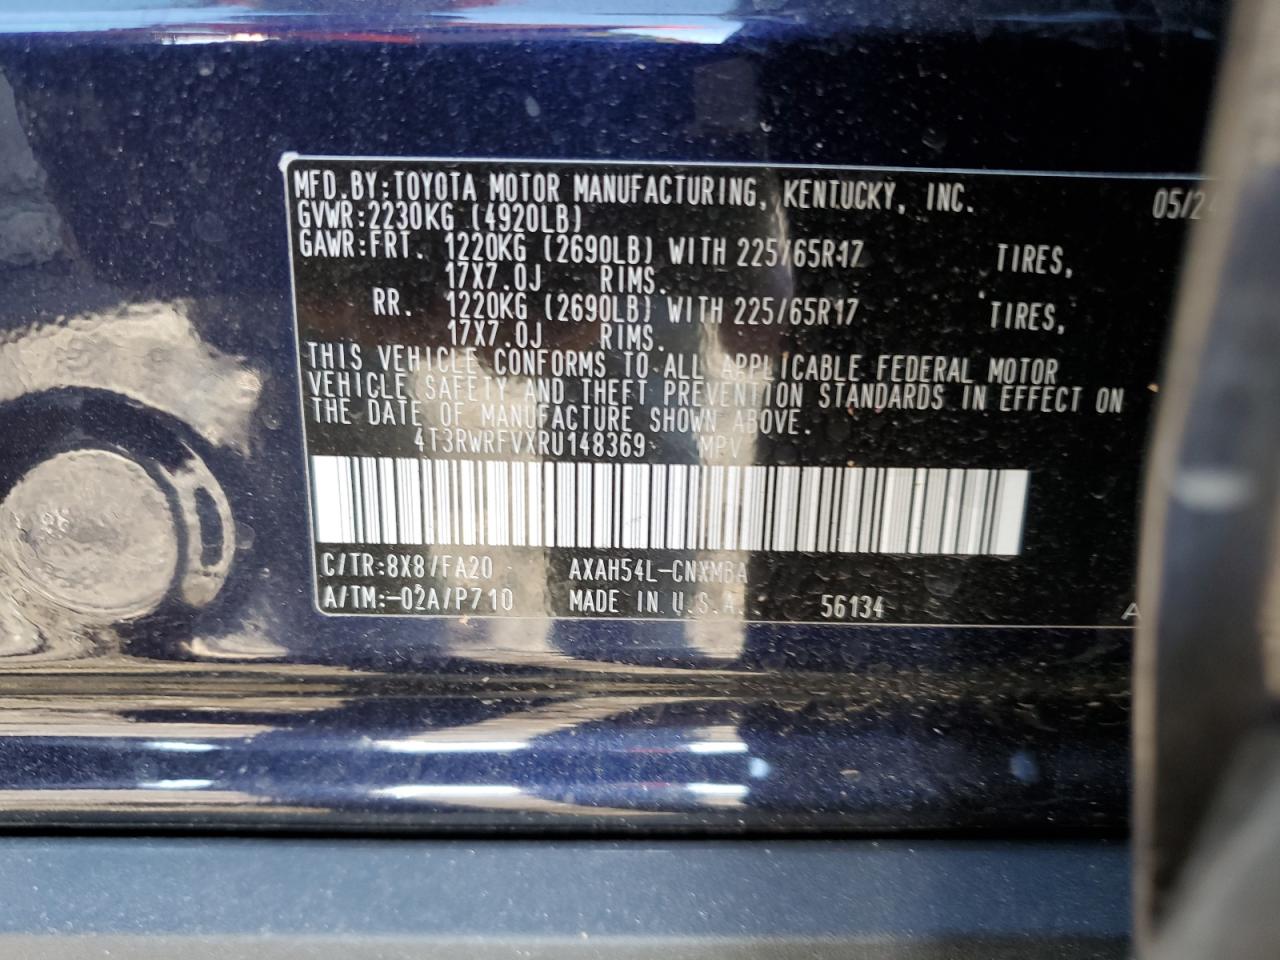 MFD.BY:TOYOTA MOTOR MANUFACTURING, KENTUCKY, INC. 05/24
GVWR:2230KG (4920LB)
GAWR:FRT. 1220KG (2690LB) WITH 225/65R17 TIRES,
17X7.0J RIMS.
RR. 1220KG (2690LB) WITH 225/65R17 TIRES,
17X7.0J RIMS.
THIS VEHICLE CONFORMS TO ALL APPLICABLE FEDERAL MOTOR
VEHICLE SAFETY AND THEFT PREVENTION STANDARDS IN EFFECT ON
THE DATE OF MANUFACTURE SHOWN ABOVE.
4T3RWRFVXRU148369 MPV
C/TR:8X8/FA20 AXAH54L-CNXMBA
A/TM:-02A/P710 MADE IN U.S.A. 56134